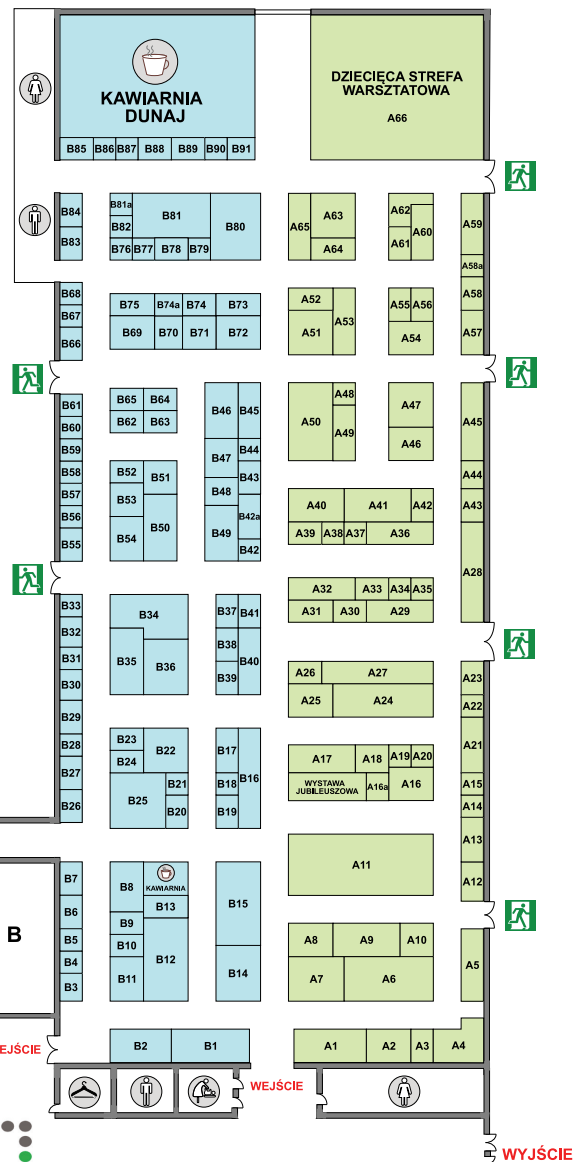 KAWIARNIA
DUNAJ
DZIECIĘCA STREFA
WARSZTATOWA
A66
B85 B86 B87 B88 B89 B90 B91
B84 B81a B81 B80 A65 A63 A62 A60 A59
B83 B82 A61
B76 B77 B78 B79 A64 A58a
B68 B75 B74a B74 B73 A52 A53 A55 A56 A58
B67
B66 B69 B70 B71 B72 A51 A54 A57
B61 B65 B64 B46 B45 A50 A48 A47 A45
B60 B62 B63 A49
B59 B47 B44 A46
B58 B52 B51 B43 A44
B57 B53 B48 A40 A41 A42 A43
B56 B50 B42a
B55 B54 B49 B42 A39 A38 A37 A36
A28
B33 B34 B37 B41 A32 A33 A34 A35
B32 A31 A30 A29
B31 B35 B36 B38 B40
B30 B39 A26 A27 A23
B29 A25 A24 A22
B28 B23 B22 B17 B16 A21
B27 B24 A17 A18 A19 A20
B26 B25 B21 B18 WYSTAWA
JUBILEUSZOWA A16a A16 A15
B20 B19 A14
A11 A13
B7 B8 KAWIARNIA B15 A12
B6 B13
B B5 B9 A8 A9 A10 A5
B4 B10 B12
B3 B11 B14 A7 A6
EJŚCIE B2 B1 A1 A2 A3 A4
WEJŚCIE
WYJŚCIE